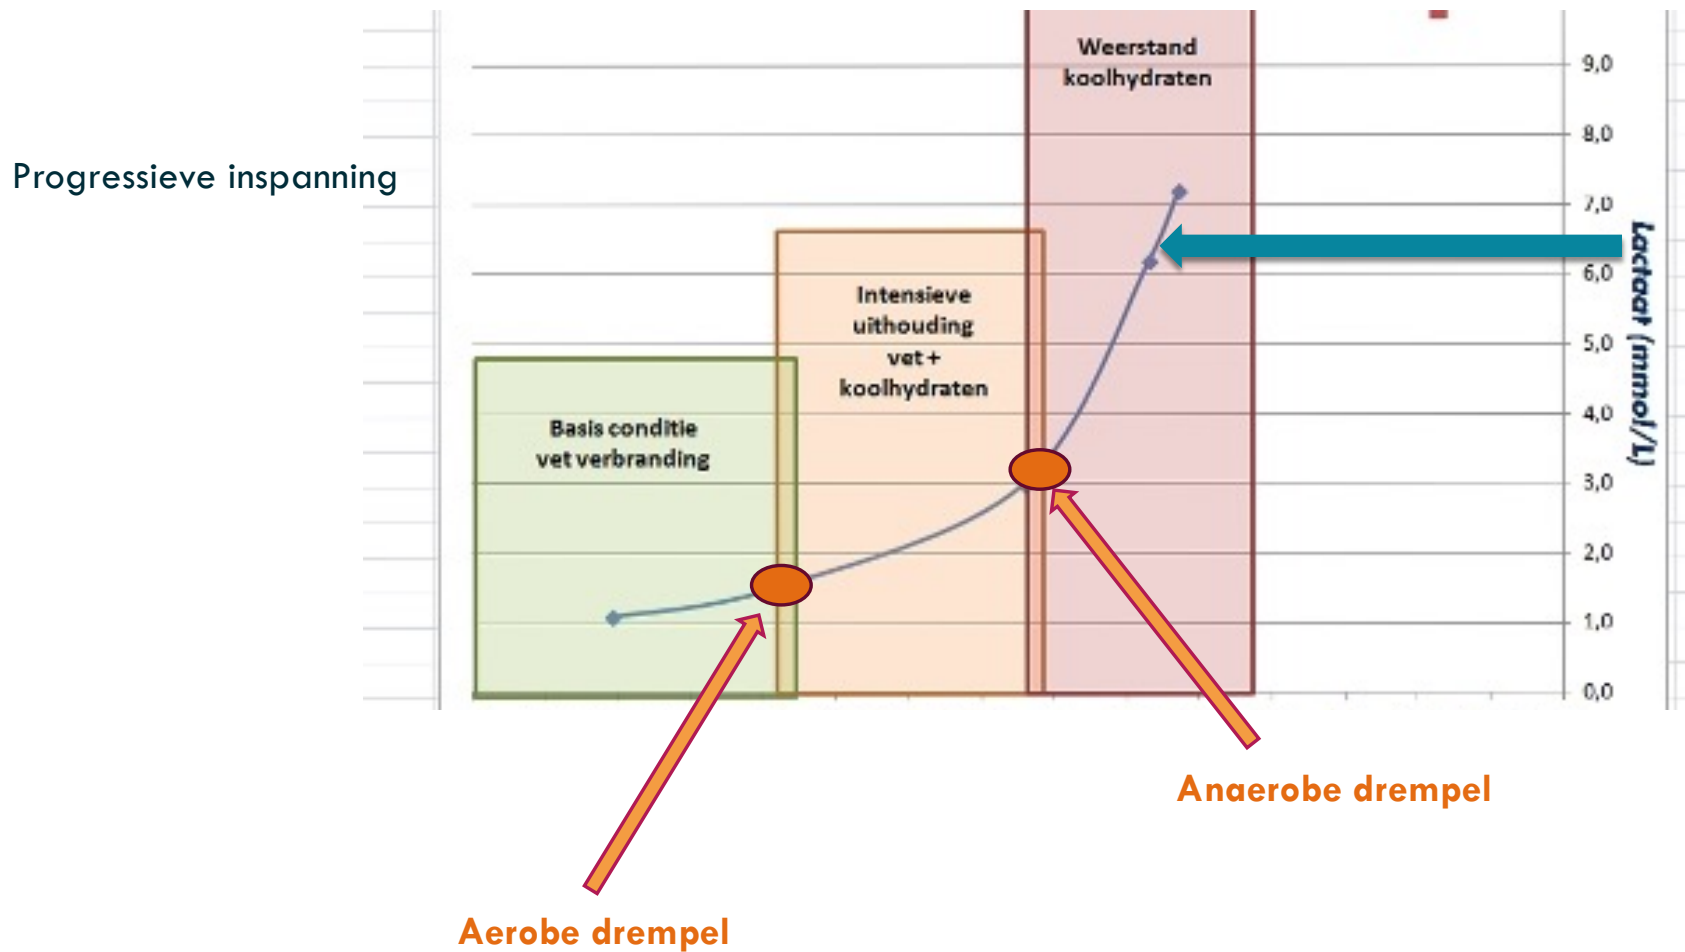 Weerstand
koolhydraten
9,0
8,0
Progressieve inspanning
7,0
Lactaat (mmol/L)
6,0
Intensieve
uithouding
vet +
koolhydraten
5,0
4,0
Basis conditie
vet verbranding
3,0
2,0
1,0
0,0
Anaerobe drempel
Aerobe drempel